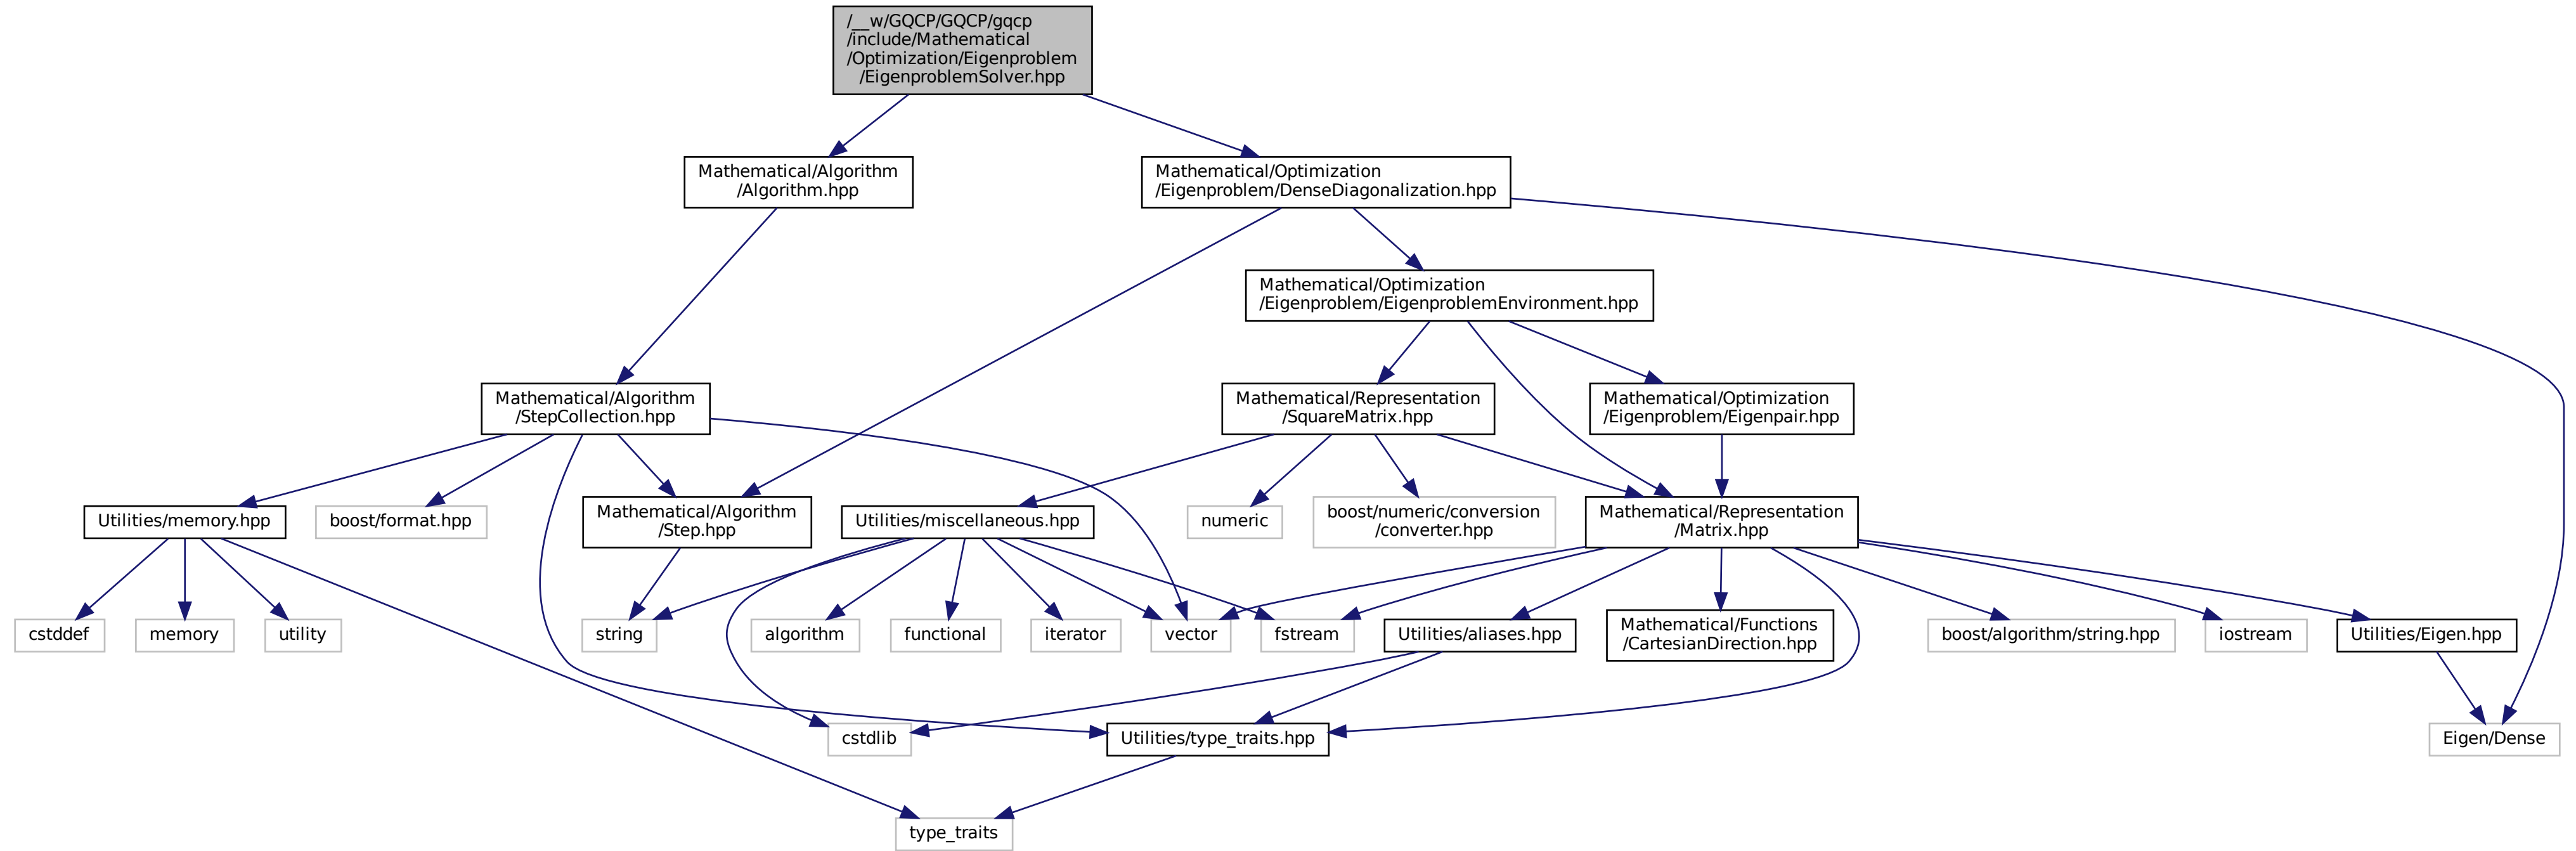 /__w/GQCP/GQCP/gqcp
/include/Mathematical
/Optimization/Eigenproblem
/EigenproblemSolver.hpp
Mathematical/Algorithm
/Algorithm.hpp
Mathematical/Optimization
/Eigenproblem/DenseDiagonalization.hpp
Mathematical/Optimization
/Eigenproblem/EigenproblemEnvironment.hpp
Mathematical/Algorithm
/StepCollection.hpp
Mathematical/Representation
/SquareMatrix.hpp
Mathematical/Optimization
/Eigenproblem/Eigenpair.hpp
Utilities/memory.hpp
boost/format.hpp
Mathematical/Algorithm
/Step.hpp
Utilities/miscellaneous.hpp
numeric
boost/numeric/conversion
/converter.hpp
Mathematical/Representation
/Matrix.hpp
cstddef
memory
utility
string
algorithm
functional
iterator
vector
fstream
Utilities/aliases.hpp
Mathematical/Functions
/CartesianDirection.hpp
boost/algorithm/string.hpp
iostream
Utilities/Eigen.hpp
cstdlib
Utilities/type_traits.hpp
Eigen/Dense
type_traits